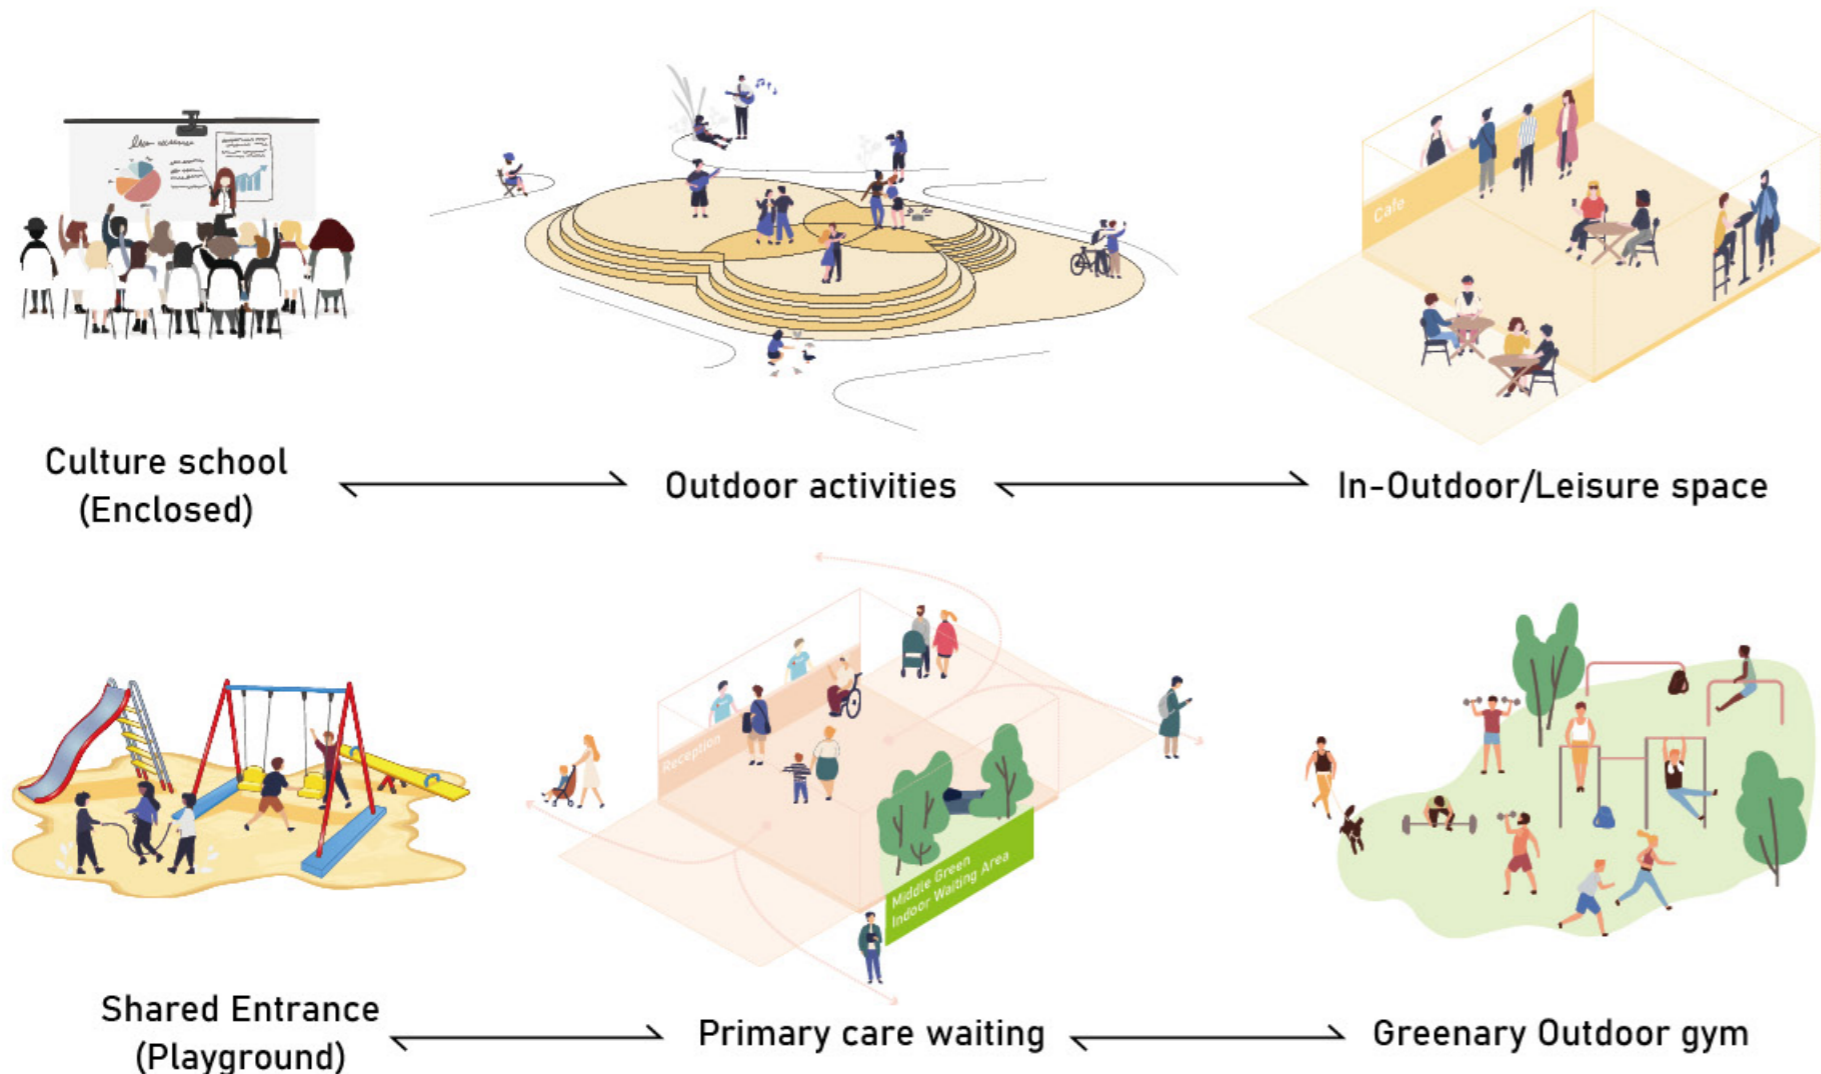 Cafe
Culture school
(Enclosed)
Outdoor activities
In-Outdoor/Leisure space
Reception
Middle Green
Indoor Waiting Area
Shared Entrance
(Playground)
Primary care waiting
Greenary Outdoor gym